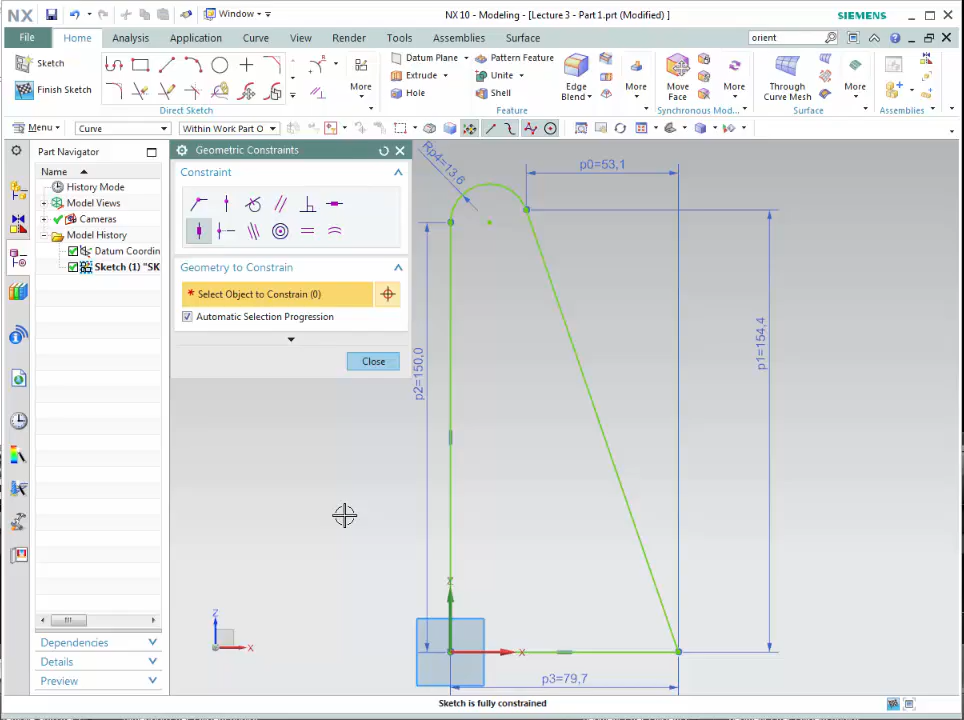 NX
Window
NX 10 - Modeling - [Lecture 3 - Part 1.prt (Modified) ]
SIEMENS
File
Home
Analysis
Application
Curve
View
Render
Tools
Assemblies
Surface
orient
Sketch
Finish Sketch
Direct Sketch
More
Datum Plane
Extrude
Hole
Pattern Feature
Unite
Shell
Edge
Blend
More
Feature
Move
Face
More
Synchronous Mod...
Through
Curve Mesh
More
Surface
Assemblies
Menu
Curve
Within Work Part O
Part Navigator
Name
History Mode
Model Views
Cameras
Model History
Datum Coordin
Sketch (1) "SK
Dependencies
Details
Preview
Geometric Constraints
Constraint
Geometry to Constrain
* Select Object to Constrain (0)
Automatic Selection Progression
Close
Rp4=13,6
p0=53,1
p1=154,4
p2=150,0
p3=79,7
X
Z
X
Sketch is fully constrained